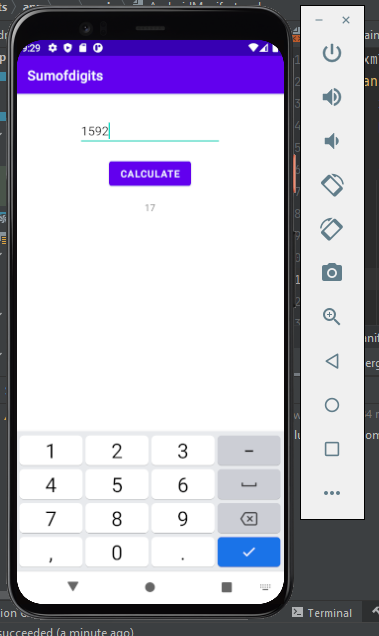 9:29
Sumofdigits
1592
CALCULATE
17
1 2 3 -
4 5 6
7 8 9
, 0 .
Terminal
succeeded (a minute ago)